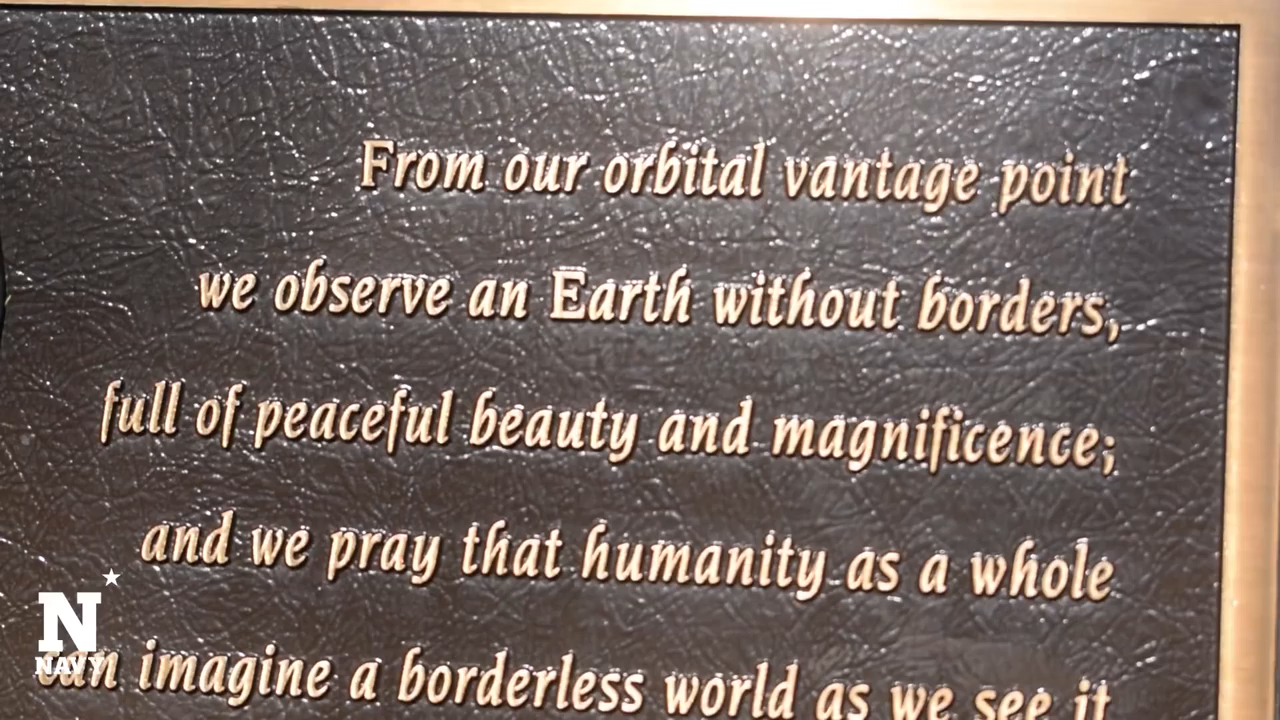 From our orbital vantage point
we observe an Earth without borders,
full of peaceful beauty and magnificence;
and we pray that humanity as a whole
can imagine a borderless world as we see it
N
NAVY